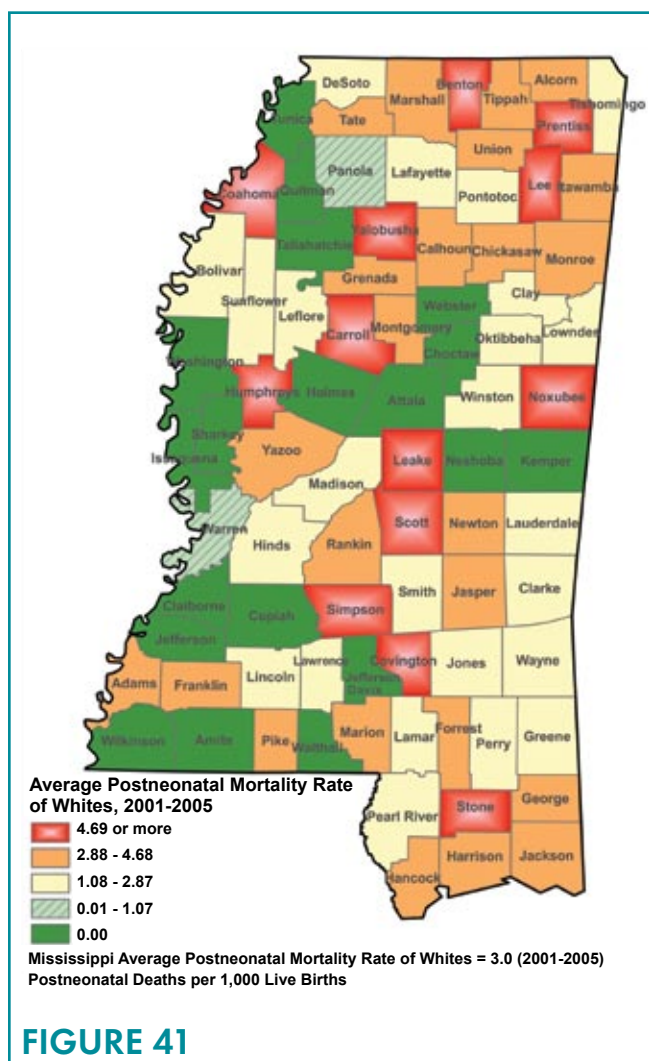 DeSoto
Benton
Alcorn
Marshall
Tippah
Tishomingo
Tunica
Tate
Prentiss
Union
Panola
Lafayette
Lee
Itawamba
Coahoma
Quitman
Pontotoc
Yalobusha
Tallahatchie
Calhoun
Chickasaw
Monroe
Bolivar
Grenada
Sunflower
Clay
Leflore
Webster
Carroll
Montgomery
Oktibbeha
Lowndes
Choctaw
Washington
Humphreys
Holmes
Attala
Winston
Noxubee
Sharkey
Yazoo
Issaquena
Leake
Neshoba
Kemper
Madison
Warren
Scott
Newton
Lauderdale
Hinds
Rankin
Smith
Jasper
Clarke
Claiborne
Copiah
Simpson
Jefferson
Lawrence
Covington
Jones
Wayne
Adams
Franklin
Lincoln
Jefferson
Davis
Wilkinson
Amite
Pike
Walthall
Marion
Lamar
Forrest
Perry
Greene
Average Postneonatal Mortality Rate
of Whites, 2001-2005
4.69 or more
2.88 - 4.68
1.08 - 2.87
0.01 - 1.07
0.00
Pearl River
Stone
George
Harrison
Jackson
Hancock
Mississippi Average Postneonatal Mortality Rate of Whites = 3.0 (2001-2005)
Postneonatal Deaths per 1,000 Live Births
FIGURE 41